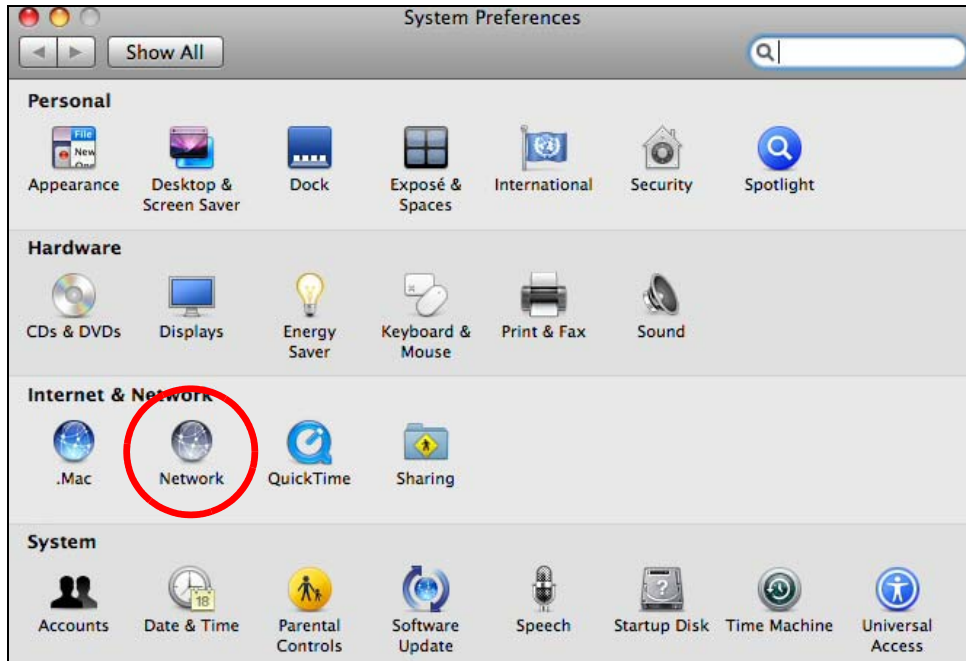 System Preferences
Show All
Personal
File
New
Appearance
Desktop &
Screen Saver
Dock
Exposé &
Spaces
International
Security
Spotlight
Hardware
CDs & DVDs
Displays
Energy
Saver
Keyboard &
Mouse
Print & Fax
Sound
Internet & Network
.Mac
Network
QuickTime
Sharing
System
18
?
Accounts
Date & Time
Parental
Controls
Software
Update
Speech
Startup Disk
Time Machine
Universal
Access